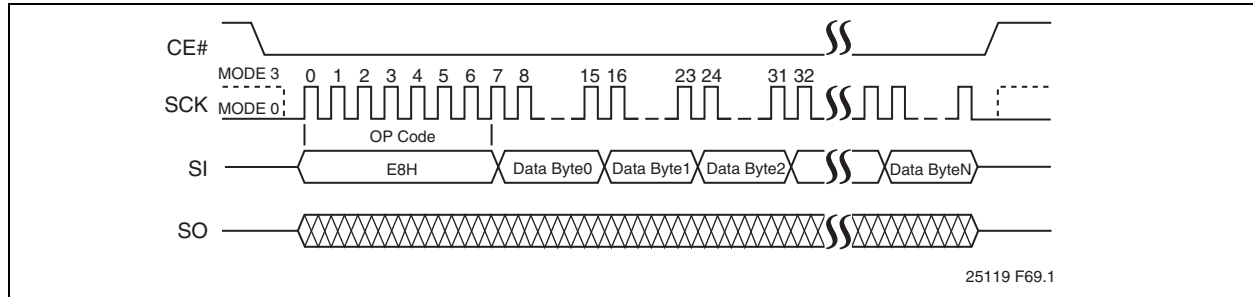 CE#
MODE 3 0 1 2 3 4 5 6 7 8 15 16 23 24 31 32
SCK MODE 0
OP Code
SI E8H Data Byte0 Data Byte1 Data Byte2 Data ByteN
SO
25119 F69.1